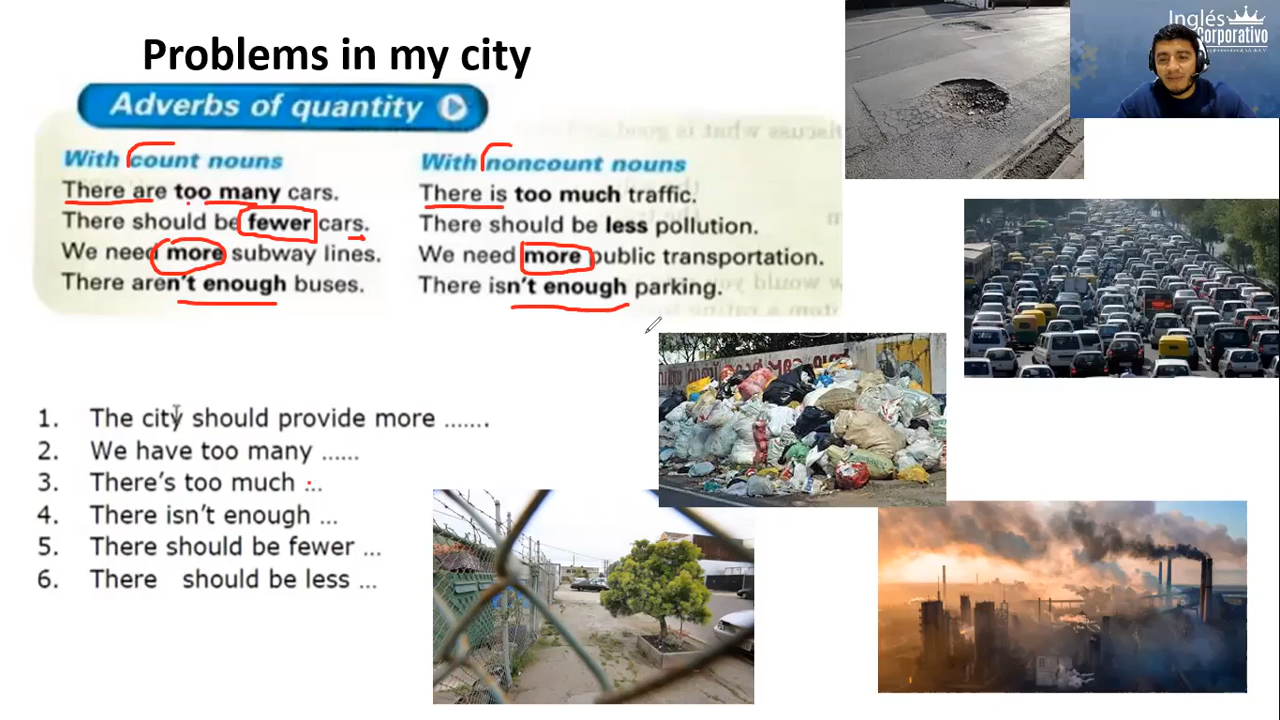 Problems in my city
Inglés
Corporativo
Adverbs of quantity
With count nouns
There are too many cars.
There should be fewer cars.
We need more subway lines.
There aren't enough buses.
With noncount nouns
There is too much traffic.
There should be less pollution.
We need more public transportation.
There isn't enough parking.
1. The city should provide more .......
2. We have too many ......
3. There's too much ...
4. There isn't enough ...
5. There should be fewer ...
6. There should be less ...